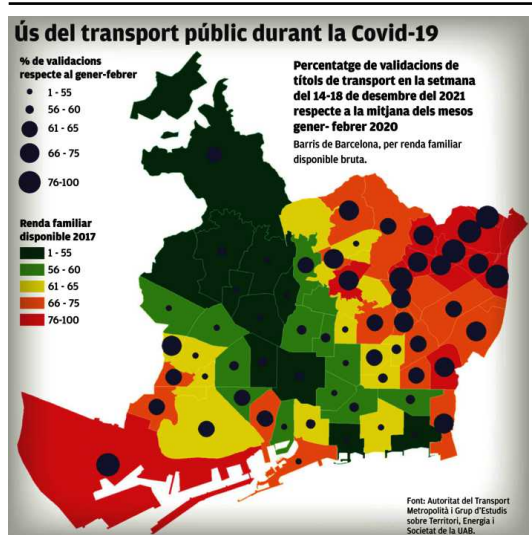 Ús del transport públic durant la Covid-19
% de validacions
respecte al gener-febrer
1 - 55
56 - 60
61 - 65
66 - 75
76-100
Renda familiar
disponible 2017
1 - 55
56 - 60
61 - 65
66 - 75
76-100
Percentatge de validacions de
títols de transport en la setmana
del 14-18 de desembre del 2021
respecte a la mitjana dels mesos
gener- febrer 2020
Barris de Barcelona, per renda familiar
disponible bruta.
Font: Autoritat del Transport
Metropolità i Grup d'Estudis
sobre Territori, Energia i
Societat de la UAB.